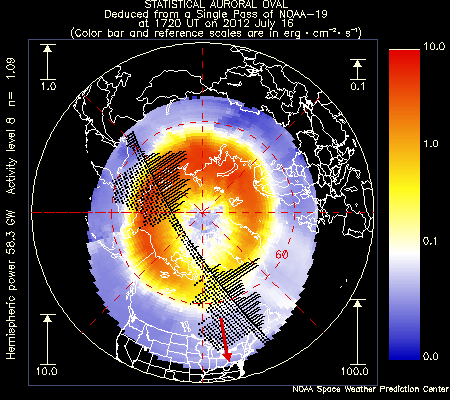 STATISTICAL AURORAL OVAL
Deduced from a Single Pass of NOAA-19
at 1720 UT on 2012 July 16
(Color bar and reference scales are in erg · cm⁻² · s⁻¹)
Hemispheric power 58.3 GW Activity level 8 n= 1.09
1.0
0.1
10.0
100.0
60
10.0
1.0
0.1
0.0
NOAA Space Weather Prediction Center